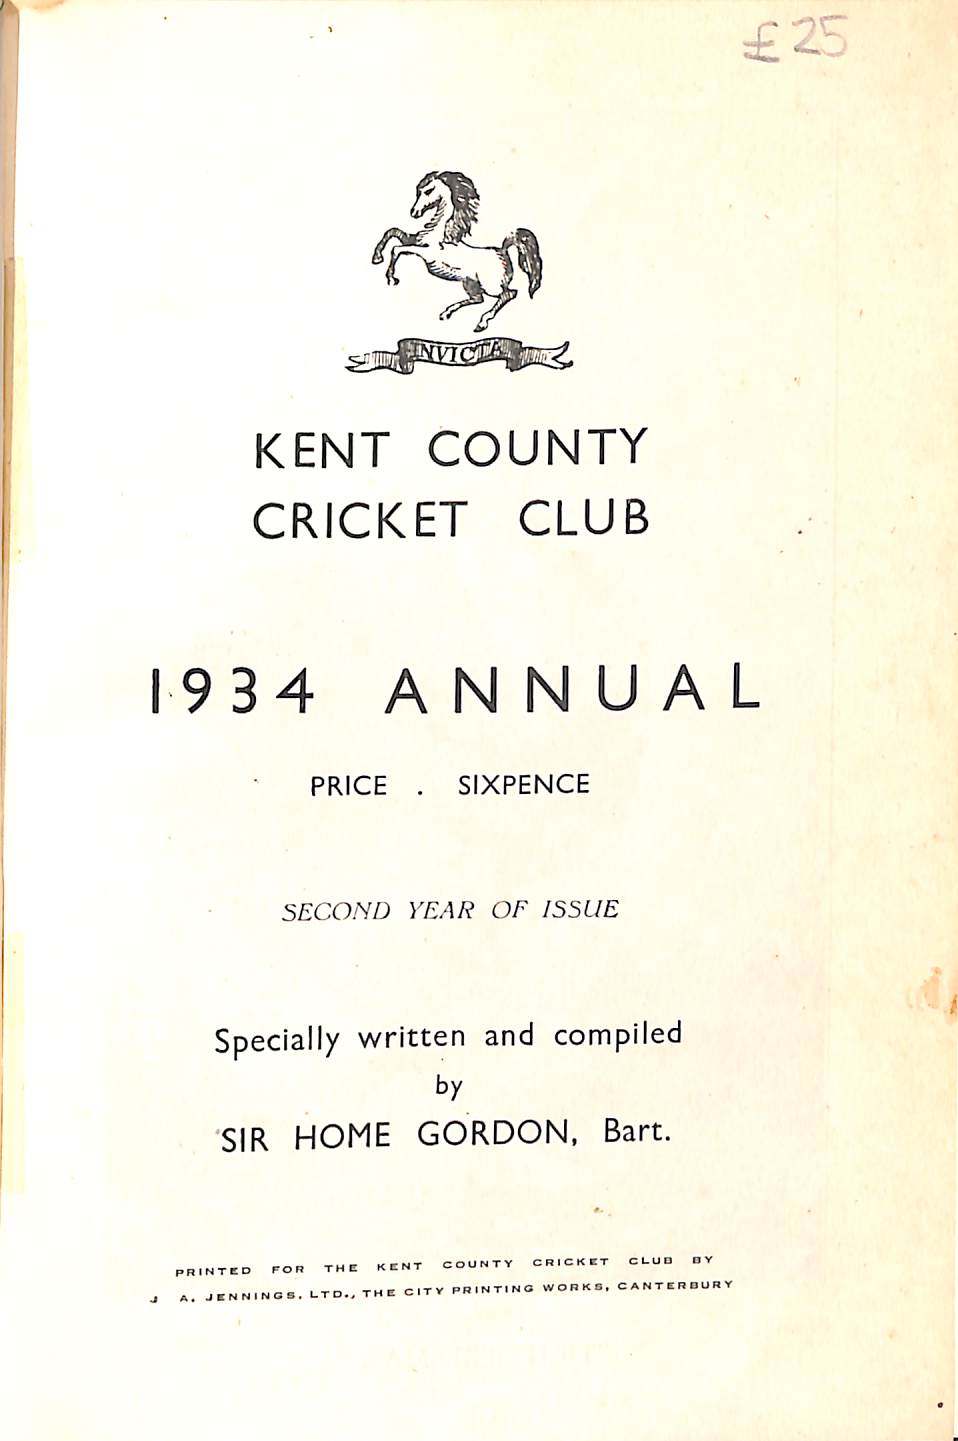 £25
INVICTA
KENT COUNTY
CRICKET CLUB
1934 ANNUAL
PRICE . SIXPENCE
SECOND YEAR OF ISSUE
Specially written and compiled
by
SIR HOME GORDON, Bart.
PRINTED FOR THE KENT COUNTY CRICKET CLUB BY
J A. JENNINGS, LTD., THE CITY PRINTING WORKS, CANTERBURY